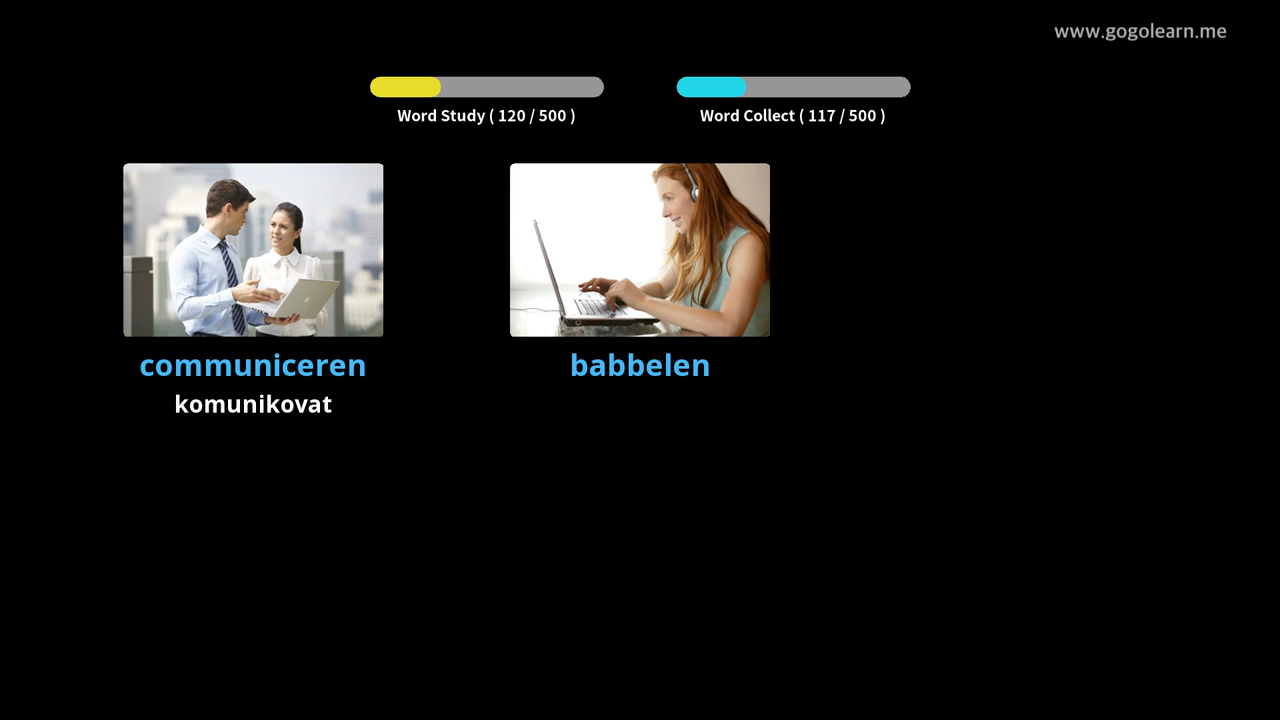 www.gogolearn.me
Word Study ( 120 / 500 )
Word Collect ( 117 / 500 )
communiceren
komunikovat
babbelen